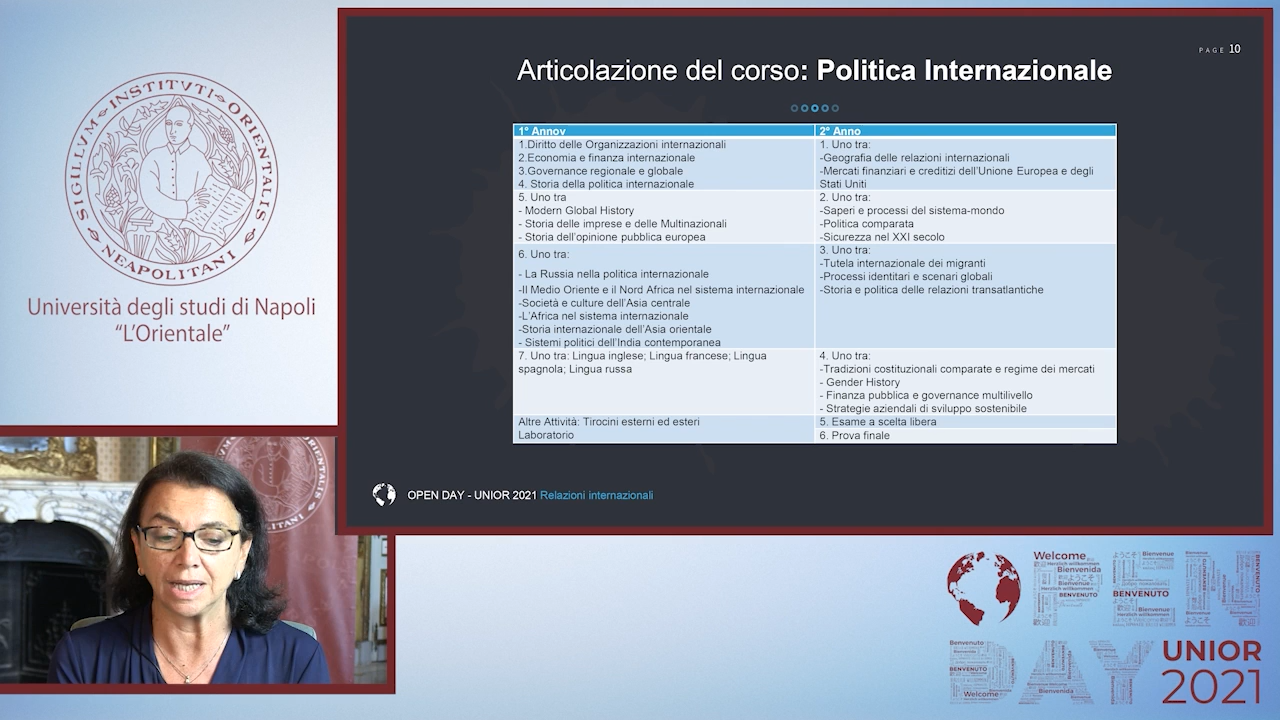 SIGILLVM INSTITVTI ORIENTALIS NEAPOLITANI
Università degli studi di Napoli
“L’Orientale”
PAGE 10
Articolazione del corso: Politica Internazionale
1° Annov
1.Diritto delle Organizzazioni internazionali
2.Economia e finanza internazionale
3.Governance regionale e globale
4. Storia della politica internazionale
5. Uno tra
- Modern Global History
- Storia delle imprese e delle Multinazionali
- Storia dell’opinione pubblica europea
6. Uno tra:
- La Russia nella politica internazionale
-Il Medio Oriente e il Nord Africa nel sistema internazionale
-Società e culture dell’Asia centrale
-L’Africa nel sistema internazionale
-Storia internazionale dell’Asia orientale
- Sistemi politici dell’India contemporanea
7. Uno tra: Lingua inglese; Lingua francese; Lingua
spagnola; Lingua russa
Altre Attività: Tirocini esterni ed esteri
Laboratorio
2° Anno
1. Uno tra:
-Geografia delle relazioni internazionali
-Mercati finanziari e creditizi dell’Unione Europea e degli
Stati Uniti
2. Uno tra:
-Saperi e processi del sistema-mondo
-Politica comparata
-Sicurezza nel XXI secolo
3. Uno tra:
-Tutela internazionale dei migranti
-Processi identitari e scenari globali
-Storia e politica delle relazioni transatlantiche
4. Uno tra:
-Tradizioni costituzionali comparate e regime dei mercati
- Gender History
- Finanza pubblica e governance multilivello
- Strategie aziendali di sviluppo sostenibile
5. Esame a scelta libera
6. Prova finale
OPEN DAY - UNIOR 2021 Relazioni internazionali
OPEN
DAY
UNIOR
2021